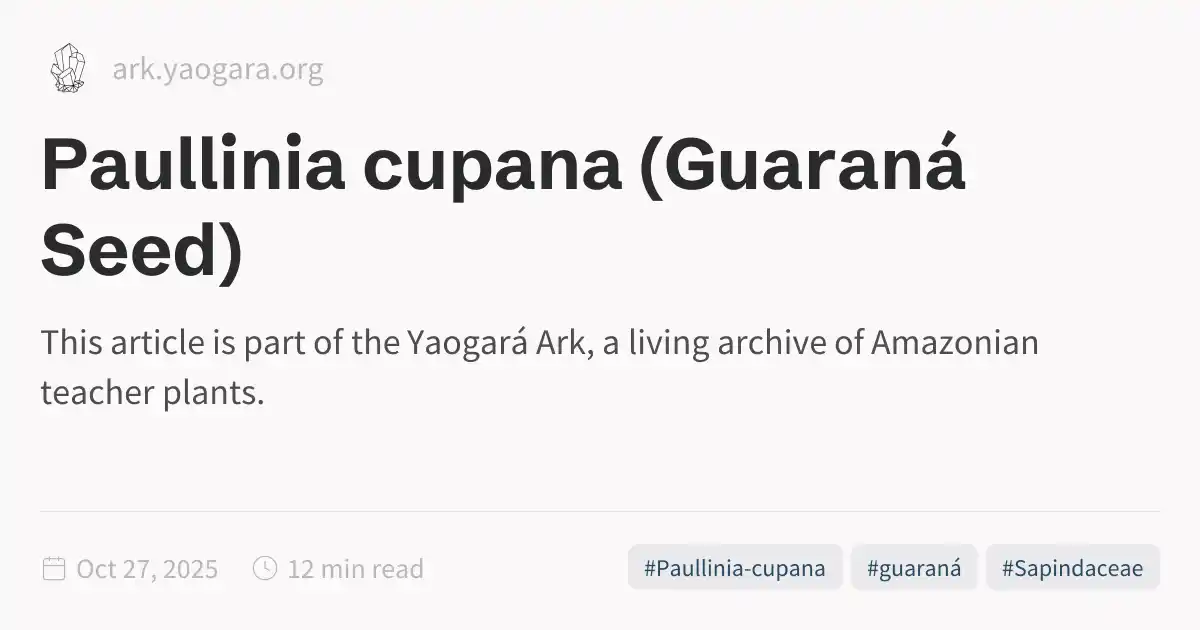 ark.yaogara.org
Paullinia cupana (Guaraná
Seed)
This article is part of the Yaogará Ark, a living archive of Amazonian
teacher plants.
Oct 27, 2025
12 min read
#Paullinia-cupana
#guaraná
#Sapindaceae